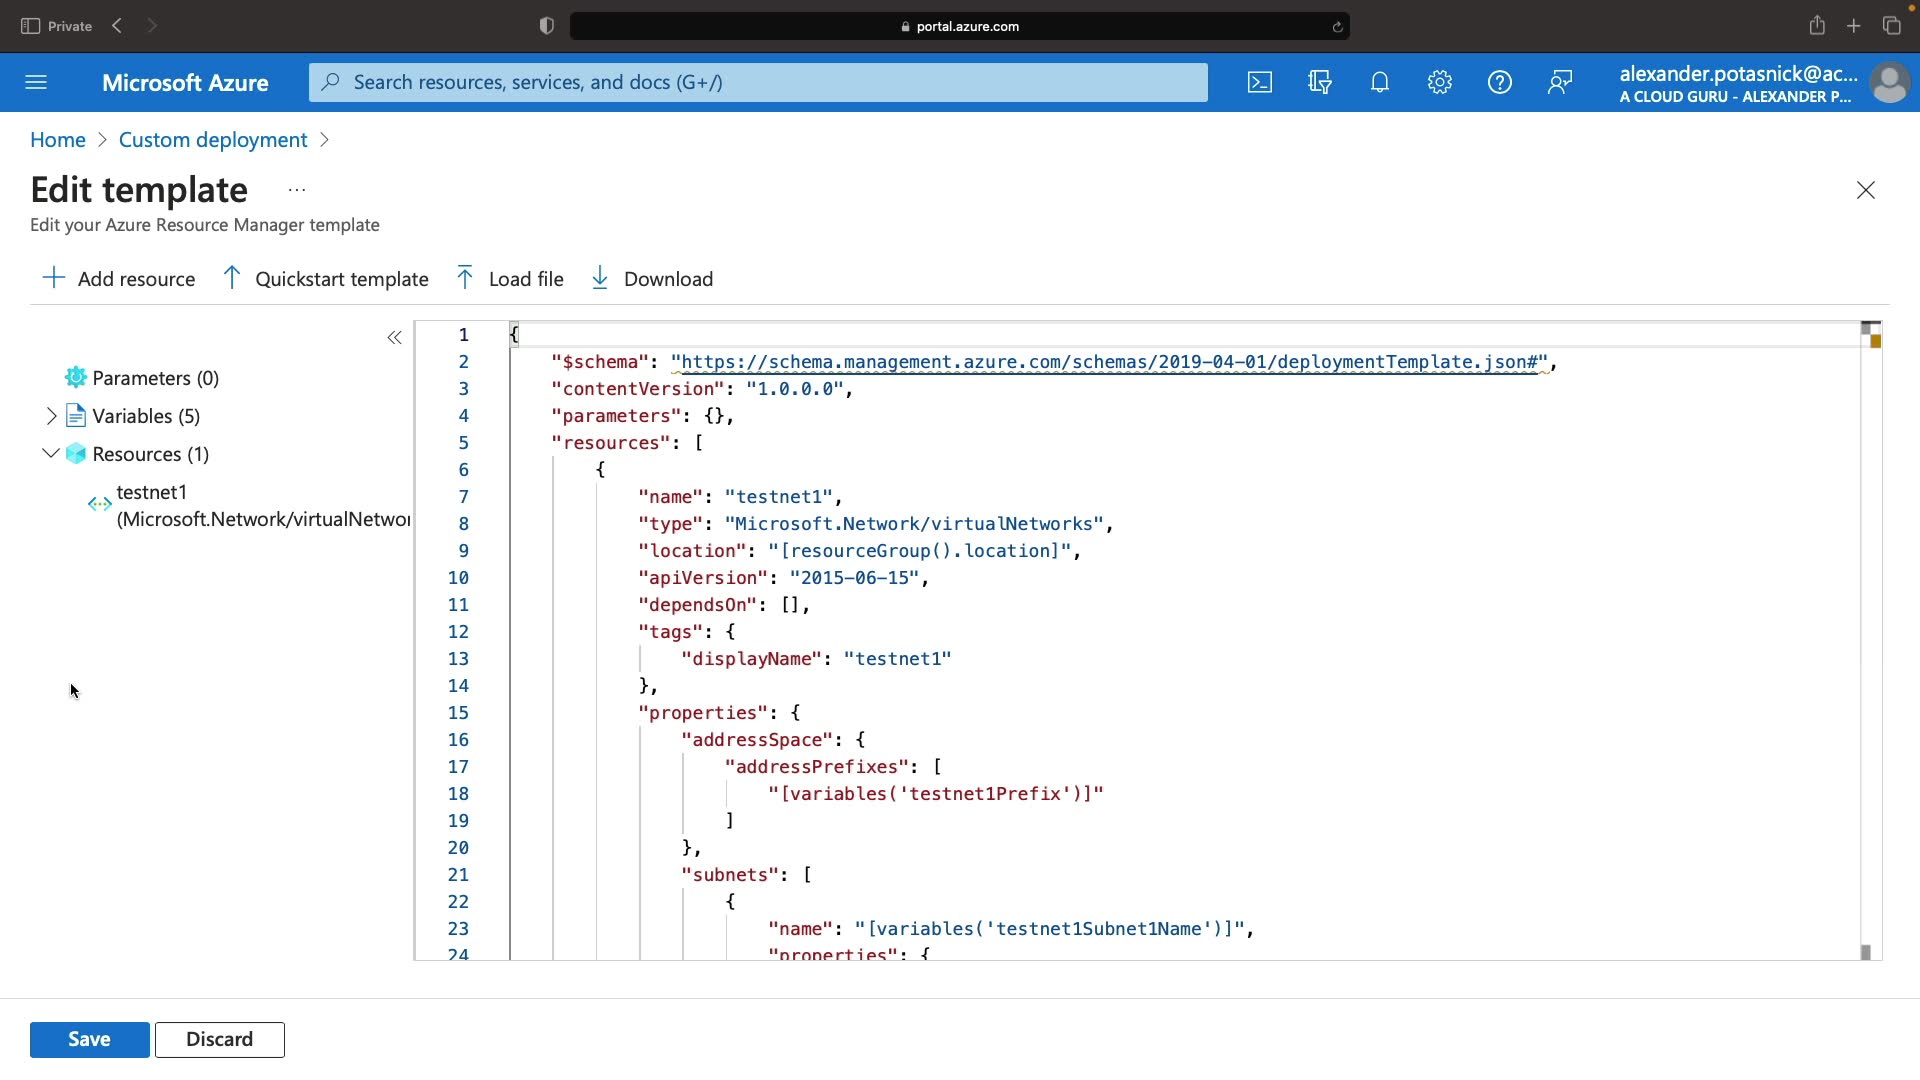 Private
portal.azure.com
Microsoft Azure
Search resources, services, and docs (G+/)
alexander.potasnick@ac...
A CLOUD GURU - ALEXANDER P...
Home > Custom deployment >
Edit template ...
Edit your Azure Resource Manager template
Add resource
Quickstart template
Load file
Download
Parameters (0)
Variables (5)
Resources (1)
testnet1
(Microsoft.Network/virtualNetwor
1 {
2 "$schema": "https://schema.management.azure.com/schemas/2019-04-01/deploymentTemplate.json#",
3 "contentVersion": "1.0.0.0",
4 "parameters": {},
5 "resources": [
6 {
7 "name": "testnet1",
8 "type": "Microsoft.Network/virtualNetworks",
9 "location": "[resourceGroup().location]",
10 "apiVersion": "2015-06-15",
11 "dependsOn": [],
12 "tags": {
13 "displayName": "testnet1"
14 },
15 "properties": {
16 "addressSpace": {
17 "addressPrefixes": [
18 "[variables('testnet1Prefix')]"
19 ]
20 },
21 "subnets": [
22 {
23 "name": "[variables('testnet1Subnet1Name')]",
24 "properties": {
Save
Discard